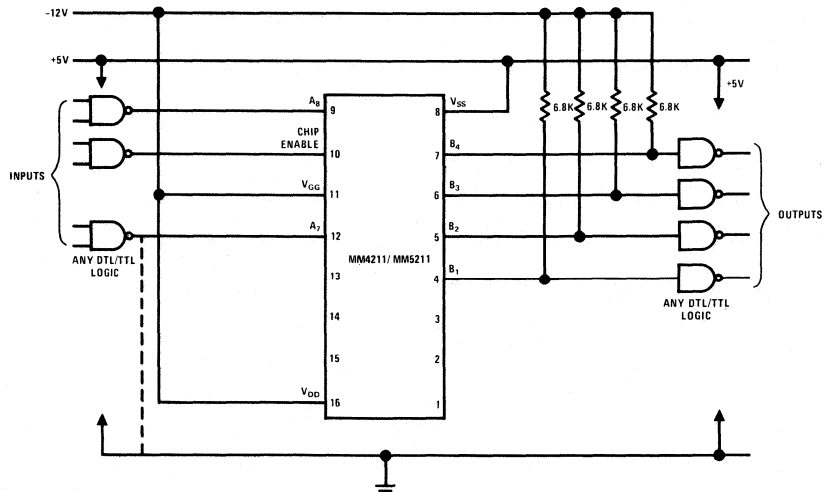 -12V
+5V
+5V
A8
9
VSS
8
6.8K
6.8K
6.8K
6.8K
CHIP
ENABLE
10
B4
7
INPUTS
VGG
11
B3
6
OUTPUTS
A7
12
B2
5
ANY DTL/TTL
LOGIC
MM4211/MM5211
13
B1
4
ANY DTL/TTL
LOGIC
14
3
15
2
VDD
16
1